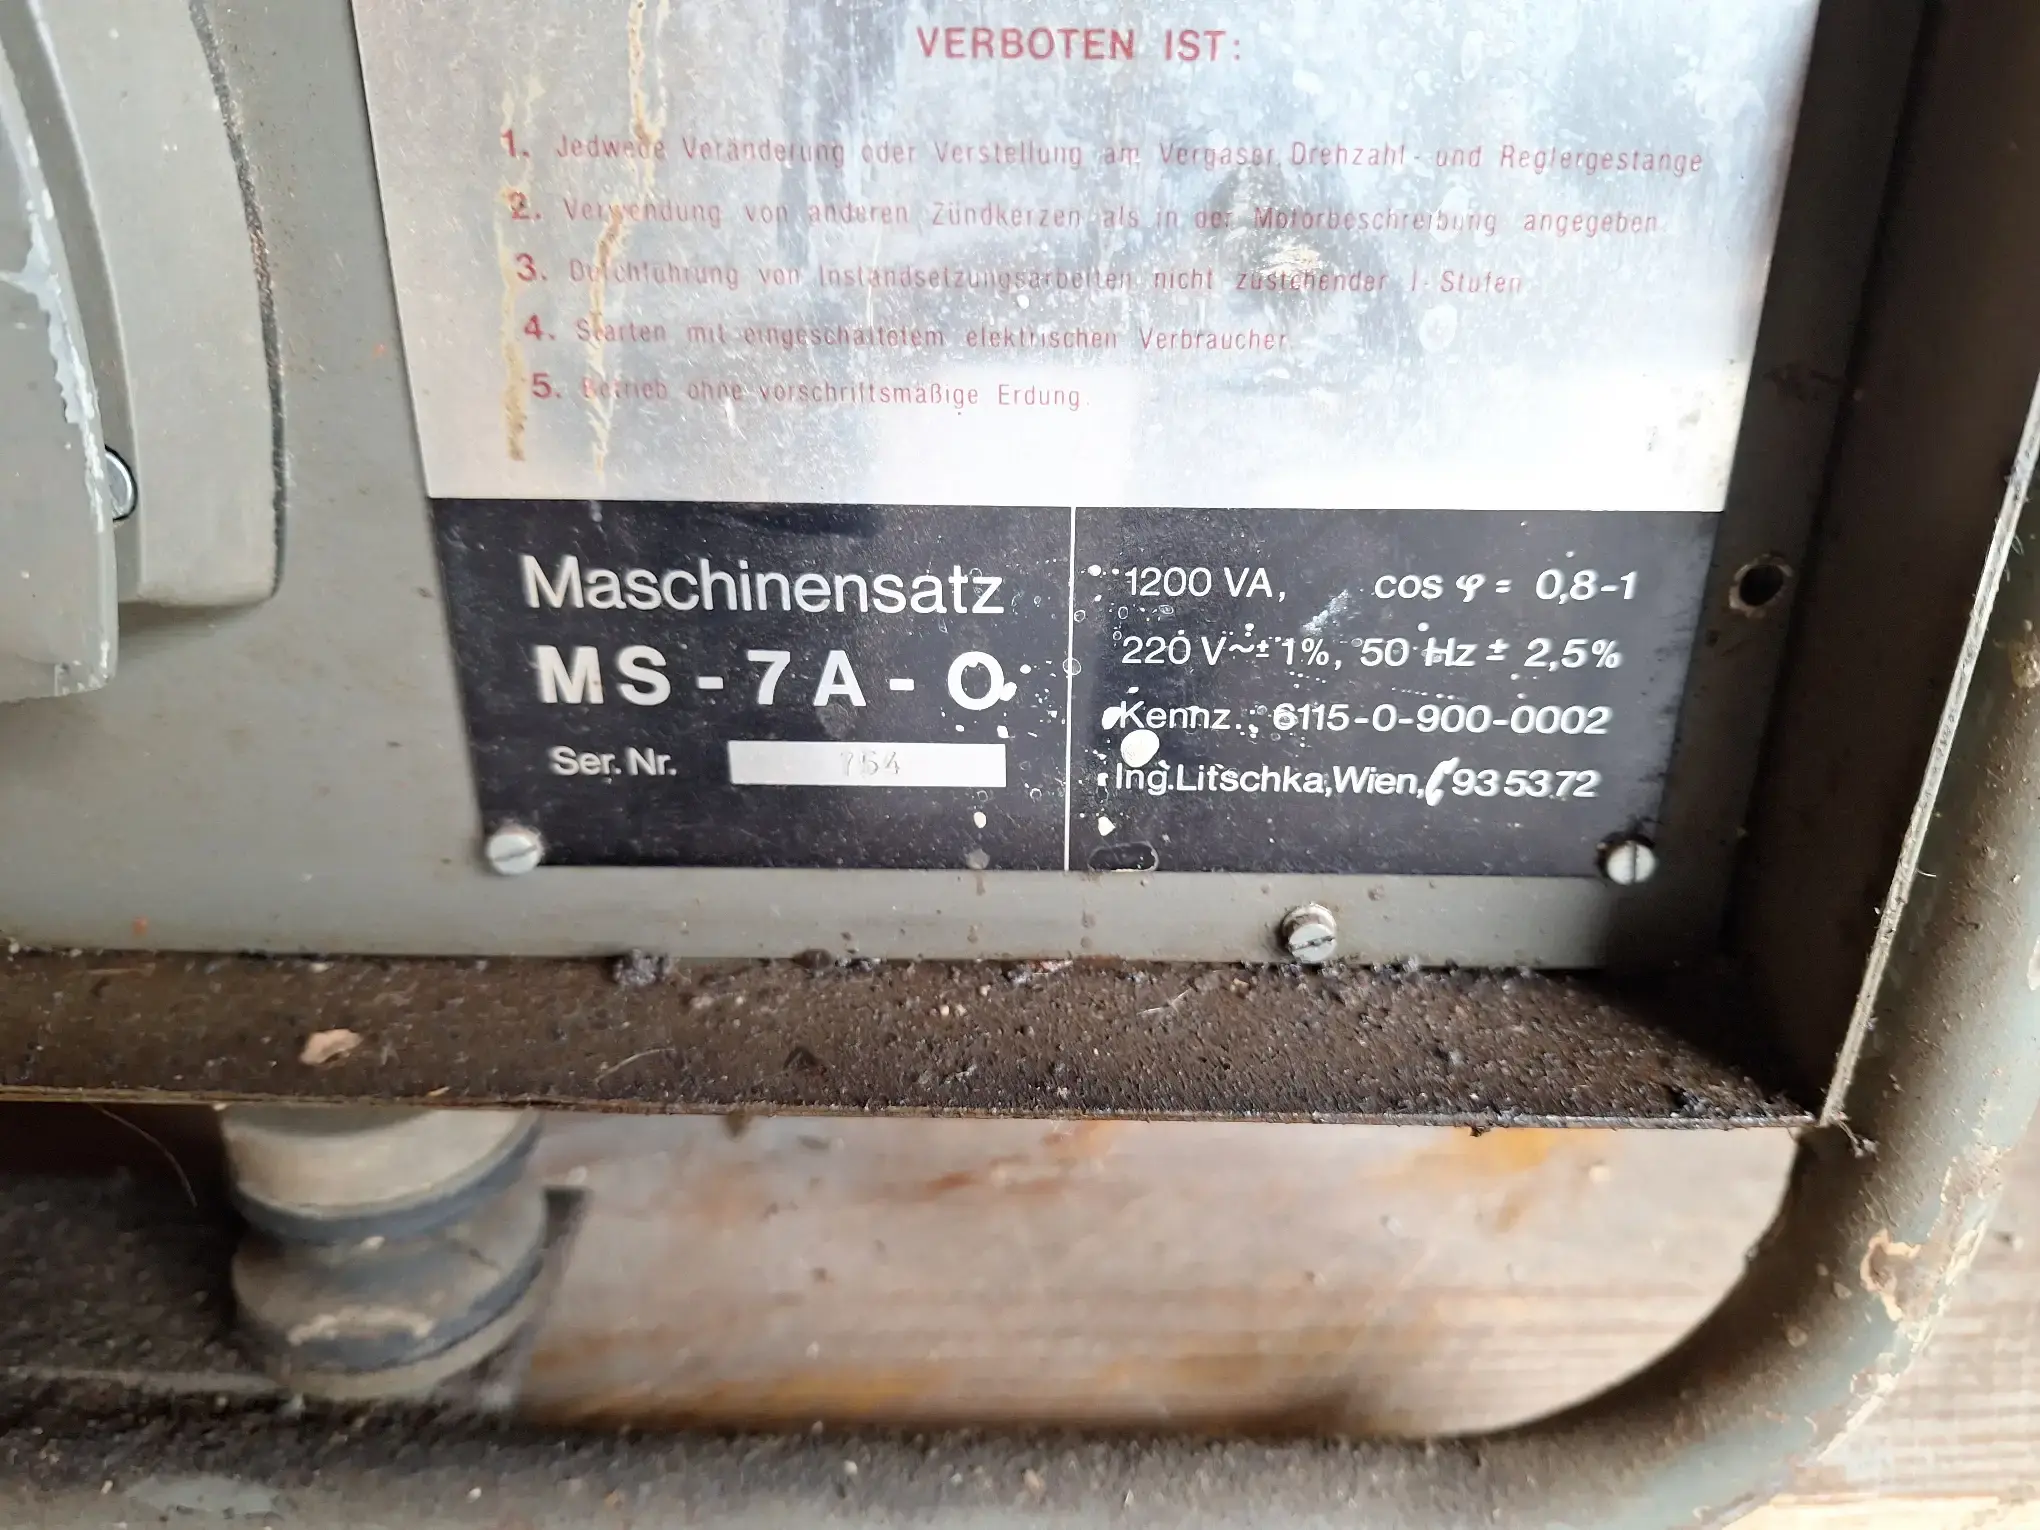 VERBOTEN IST:
1. Jedwede Veränderung oder Verstellung am Vergaser, Drehzahl- und Reglergestänge
2. Verwendung von anderen Zündkerzen als in der Motorbeschreibung angegeben.
3. Durchführung von Instandsetzungsarbeiten nicht zustehender I-Stufen
4. Starten mit eingeschaltetem elektrischen Verbraucher.
5. Betrieb ohne vorschriftsmäßige Erdung.
Maschinensatz
MS-7A-O
Ser. Nr. 754
1200 VA, cos φ = 0,8-1
220 V~± 1%, 50 Hz ± 2,5%
Kennz.: 6115-0-900-0002
Ing.Litschka,Wien, 935372